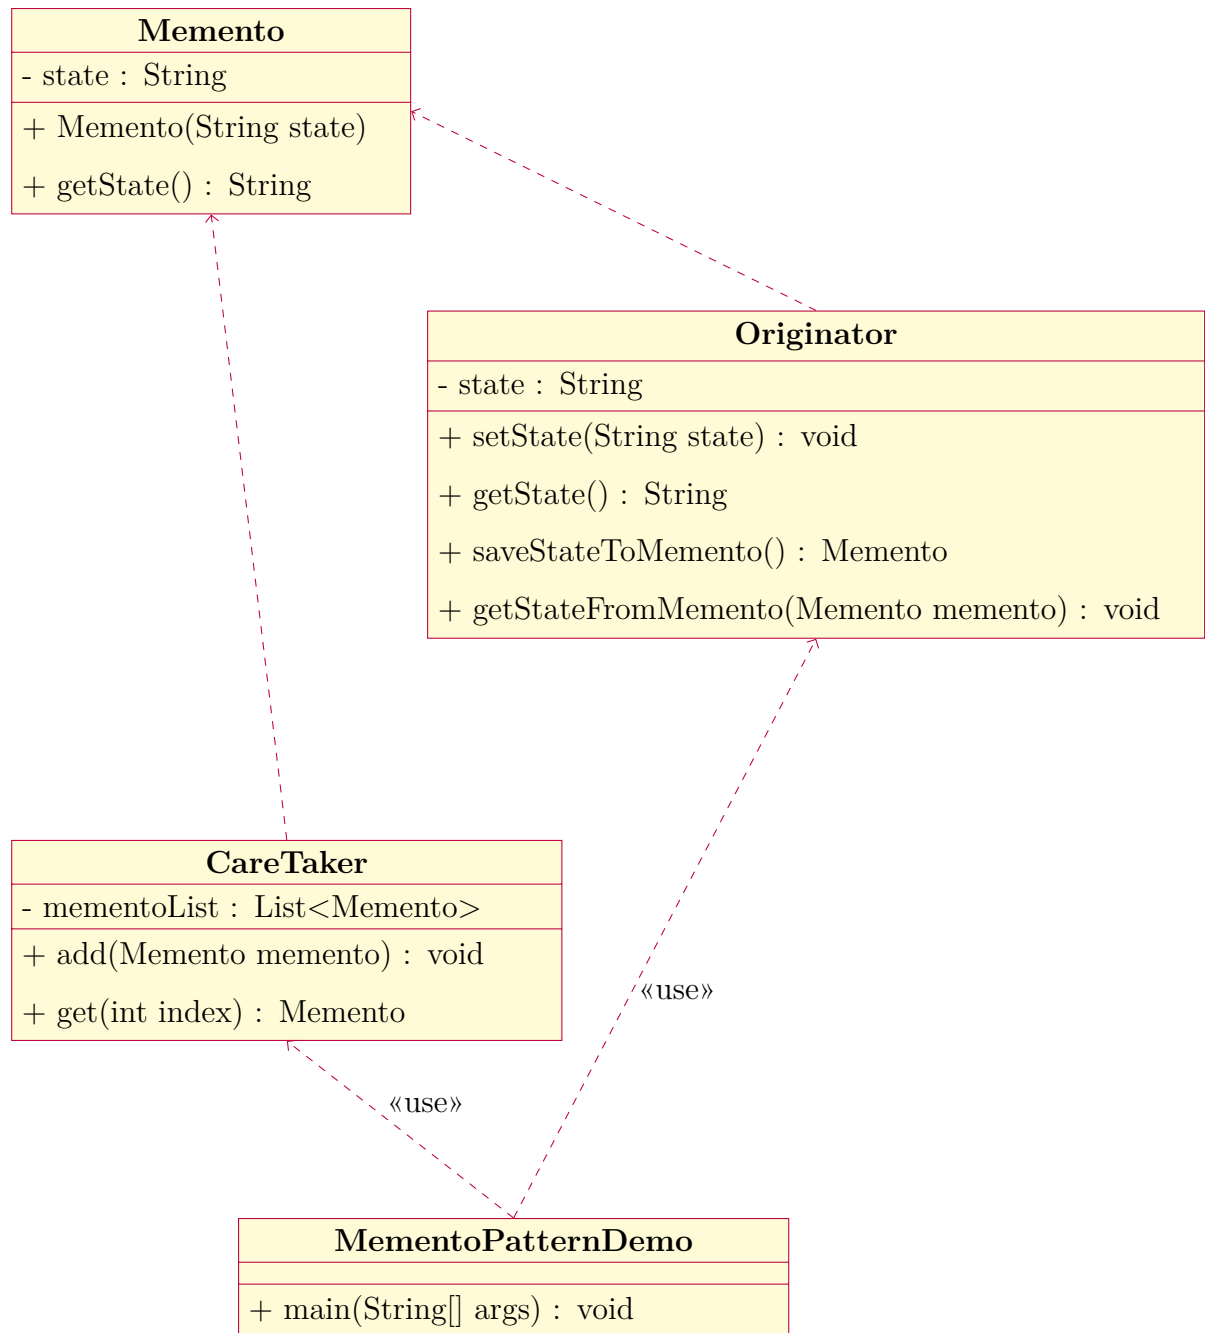 Memento
- state : String
+ Memento(String state)
+ getState() : String
Originator
- state : String
+ setState(String state) : void
+ getState() : String
+ saveStateToMemento() : Memento
+ getStateFromMemento(Memento memento) : void
CareTaker
- mementoList : List<Memento>
+ add(Memento memento) : void
+ get(int index) : Memento
«use»
«use»
MementoPatternDemo
+ main(String[] args) : void